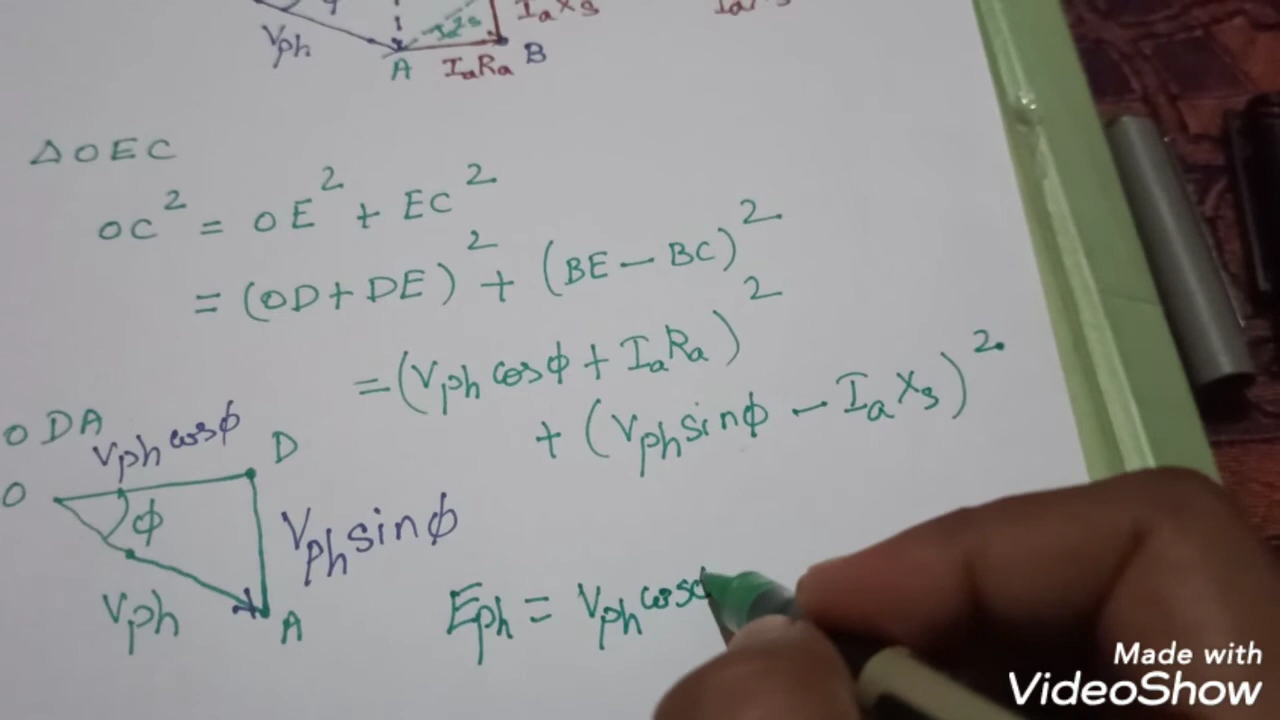 IaXs
Vph
IaZs
A IaRa B
ΔOEC
OC² = OE² + EC²
= (OD + DE)² + (BE − BC)²
= (Vph cosϕ + IaRa)²
+ (Vph sinϕ − IaXs)²
ODA
Vph cosϕ
O
D
ϕ
Vph sinϕ
Vph
A
Eph = Vph cos
Made with
VideoShow